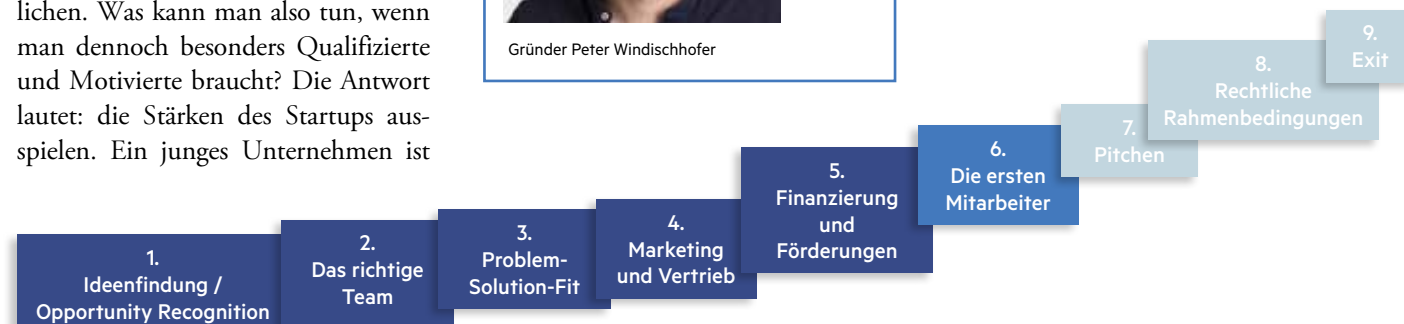 lichen. Was kann man also tun, wenn
man dennoch besonders Qualifizierte
und Motivierte braucht? Die Antwort
lautet: die Stärken des Startups aus-
spielen. Ein junges Unternehmen ist
Gründer Peter Windischhofer
1.
Ideenfindung /
Opportunity Recognition
2.
Das richtige
Team
3.
Problem-
Solution-Fit
4.
Marketing
und Vertrieb
5.
Finanzierung
und
Förderungen
6.
Die ersten
Mitarbeiter
7.
Pitchen
8.
Rechtliche
Rahmenbedingungen
9.
Exit